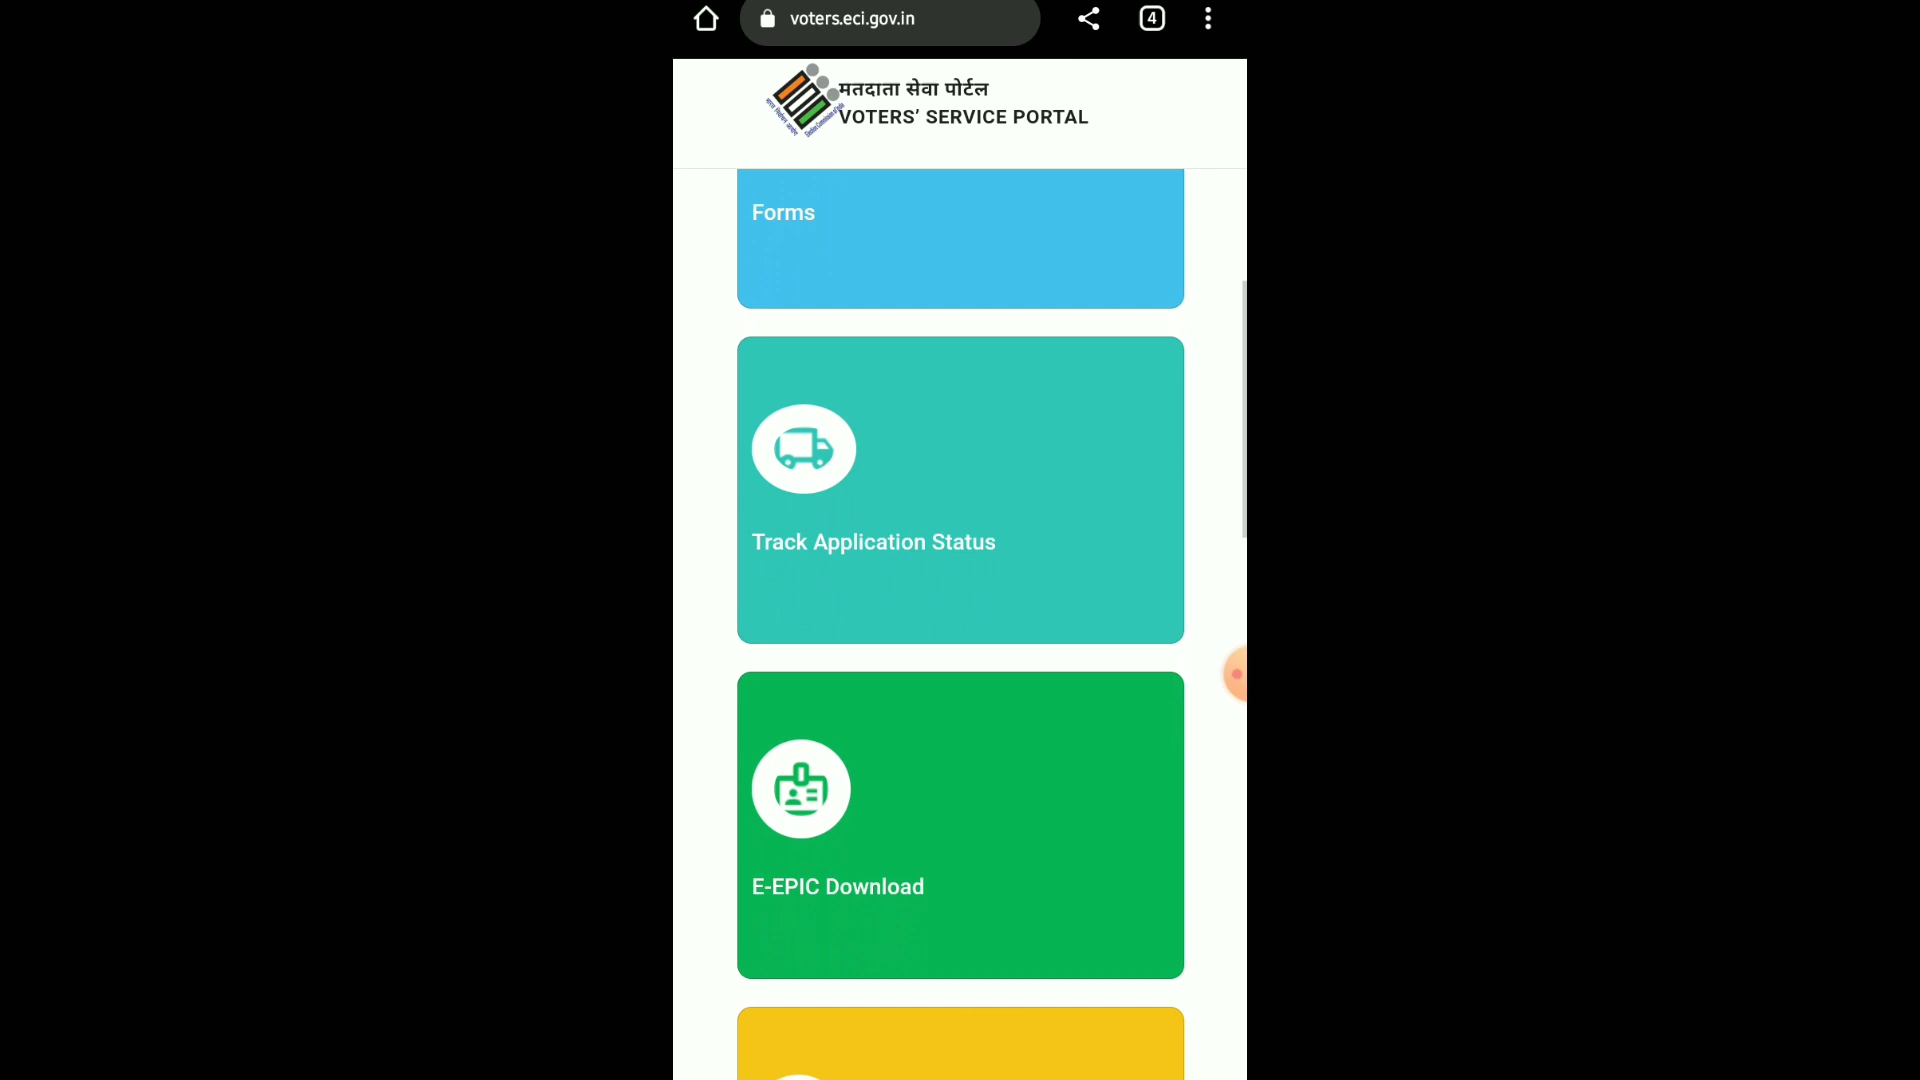 voters.eci.gov.in
4
मतदाता सेवा पोर्टल
VOTERS’ SERVICE PORTAL
Forms
Track Application Status
E-EPIC Download